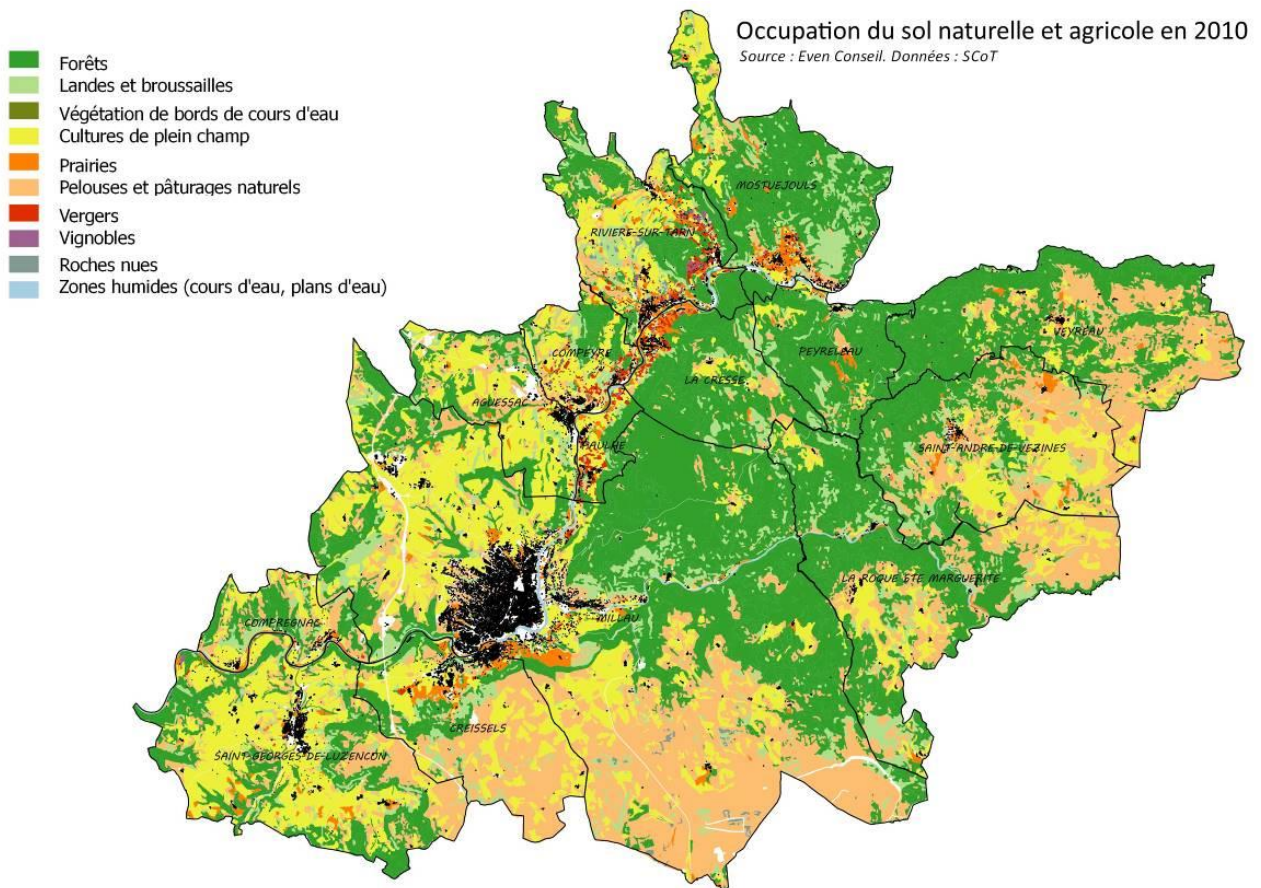 Occupation du sol naturelle et agricole en 2010
Source : Even Conseil. Données : SCoT
Forêts
Landes et broussailles
Végétation de bords de cours d'eau
Cultures de plein champ
Prairies
Pelouses et pâturages naturels
Vergers
Vignobles
Roches nues
Zones humides (cours d'eau, plans d'eau)
MOSTUEJOULS
RIVIERE-SUR-TARN
VEYREAU
COMPEYRE
PEYRELEAU
LA CRESSE
AGUESSAC
PAULHE
SAINT-ANDRE-DE-VEZINES
LA ROQUE STE MARGUERITE
COMPREGNAC
MILLAU
CREISSELS
SAINT-GEORGES-DE-LUZENCON